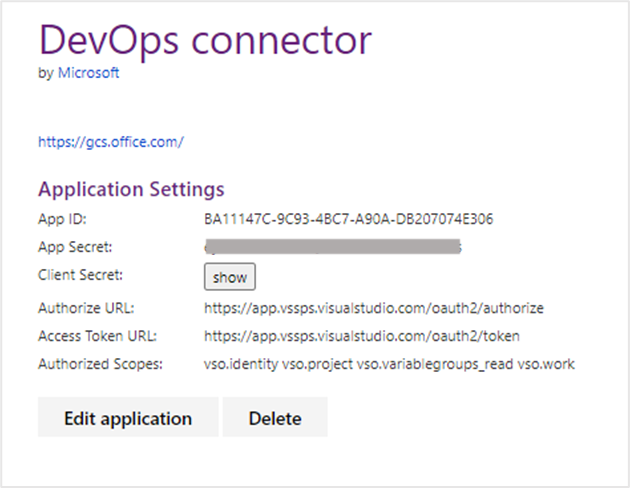 DevOps connector
by Microsoft
https://gcs.office.com/
Application Settings
App ID: BA11147C-9C93-4BC7-A90A-DB207074E306
App Secret:
Client Secret: show
Authorize URL: https://app.vssps.visualstudio.com/oauth2/authorize
Access Token URL: https://app.vssps.visualstudio.com/oauth2/token
Authorized Scopes: vso.identity vso.project vso.variablegroups_read vso.work
Edit application Delete